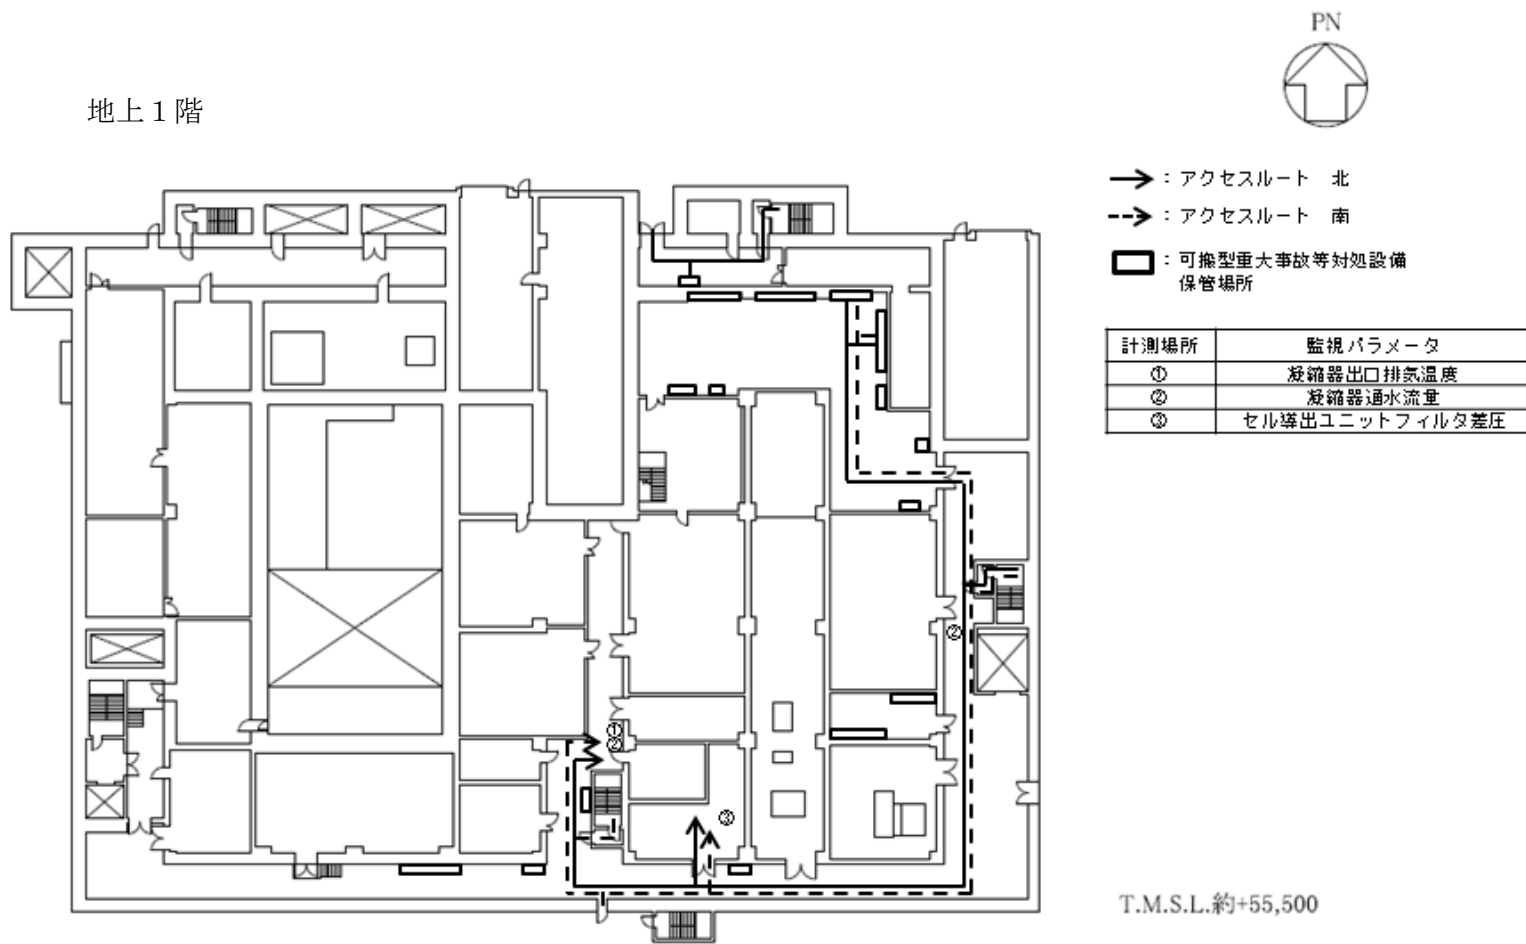 PN
地上１階
：アクセスルート　北
：アクセスルート　南
：可搬型重大事故等対処設備
保管場所
計測場所 監視パラメータ
① 凝縮器出口排気温度
② 凝縮器通水流量
③ セル導出ユニットフィルタ差圧
②
①
②
③
T.M.S.L.約+55,500